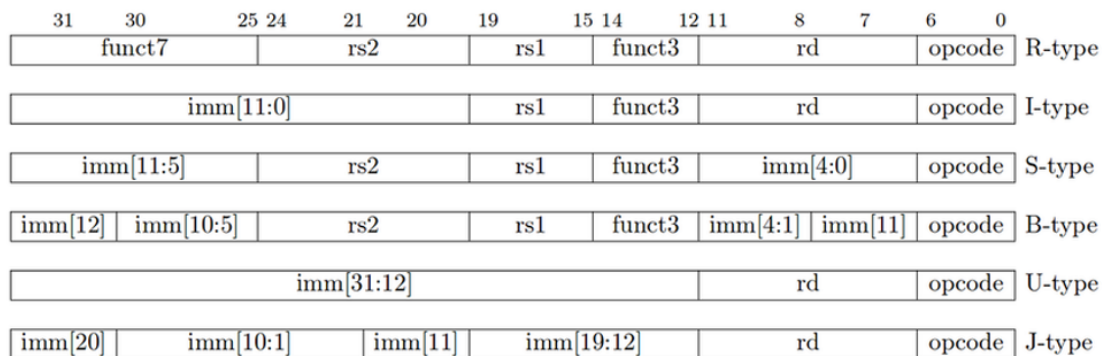 31 30 25 24 21 20 19 15 14 12 11 8 7 6 0
funct7 rs2 rs1 funct3 rd opcode R-type
imm[11:0] rs1 funct3 rd opcode I-type
imm[11:5] rs2 rs1 funct3 imm[4:0] opcode S-type
imm[12] imm[10:5] rs2 rs1 funct3 imm[4:1] imm[11] opcode B-type
imm[31:12] rd opcode U-type
imm[20] imm[10:1] imm[11] imm[19:12] rd opcode J-type